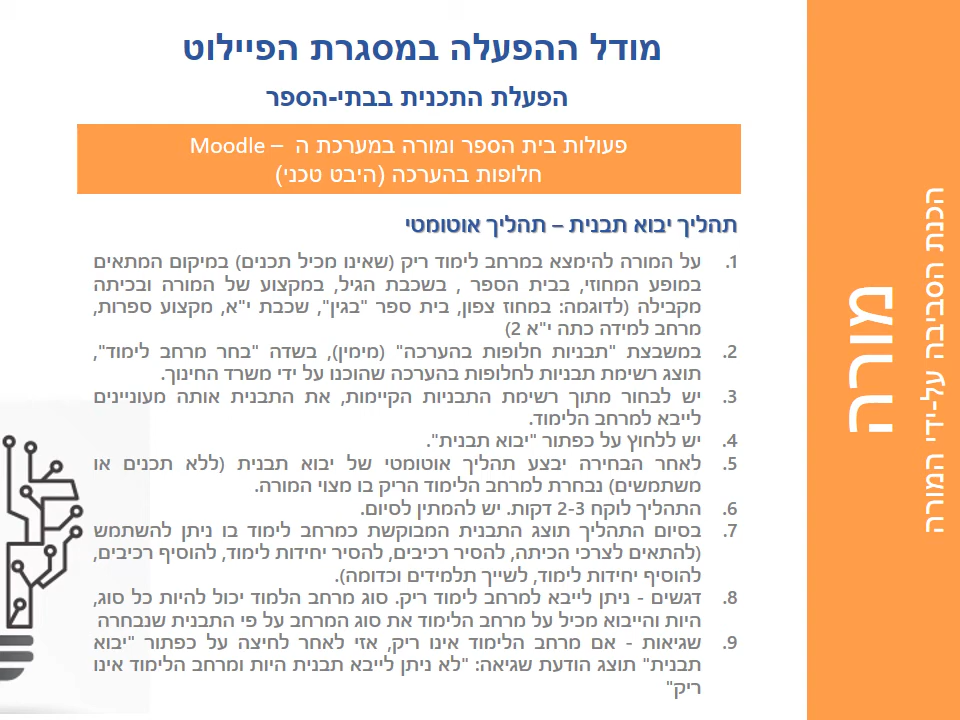 מודל ההפעלה במסגרת הפיילוט
הפעלת התכנית בבתי-הספר
פעולות בית הספר ומורה במערכת ה – Moodle
חלופות בהערכה (היבט טכני)
תהליך יבוא תבנית – תהליך אוטומטי
1. על המורה להימצא במרחב לימוד ריק (שאינו מכיל תכנים) במיקום המתאים
במופע המחוזי, בבית הספר , בשכבת הגיל, במקצוע של המורה ובכיתה
מקבילה (לדוגמה: במחוז צפון, בית ספר "בגין", שכבת י"א, מקצוע ספרות,
מרחב למידה כתה י"א 2)
2. במשבצת "תבניות חלופות בהערכה" (מימין), בשדה "בחר מרחב לימוד",
תוצג רשימת תבניות לחלופות בהערכה שהוכנו על ידי משרד החינוך.
3. יש לבחור מתוך רשימת התבניות הקיימות, את התבנית אותה מעוניינים
לייבא למרחב הלימוד.
4. יש ללחוץ על כפתור "יבוא תבנית".
5. לאחר הבחירה יבצע תהליך אוטומטי של יבוא תבנית (ללא תכנים או
משתמשים) נבחרת למרחב הלימוד הריק בו מצוי המורה.
6. התהליך לוקח 2-3 דקות. יש להמתין לסיום.
7. בסיום התהליך תוצג התבנית המבוקשת כמרחב לימוד בו ניתן להשתמש
(להתאים לצרכי הכיתה, להסיר רכיבים, להסיר יחידות לימוד, להוסיף רכיבים,
להוסיף יחידות לימוד, לשייך תלמידים וכדומה).
8. דגשים - ניתן לייבא למרחב לימוד ריק. סוג מרחב הלמוד יכול להיות כל סוג,
היות והייבוא מכיל על מרחב הלימוד את סוג המרחב על פי התבנית שנבחרה
9. שגיאות - אם מרחב הלימוד אינו ריק, אזי לאחר לחיצה על כפתור "יבוא
תבנית" תוצג הודעת שגיאה: "לא ניתן לייבא תבנית היות ומרחב הלימוד אינו
ריק"
מורה
הכנת הסביבה על-ידי המורה